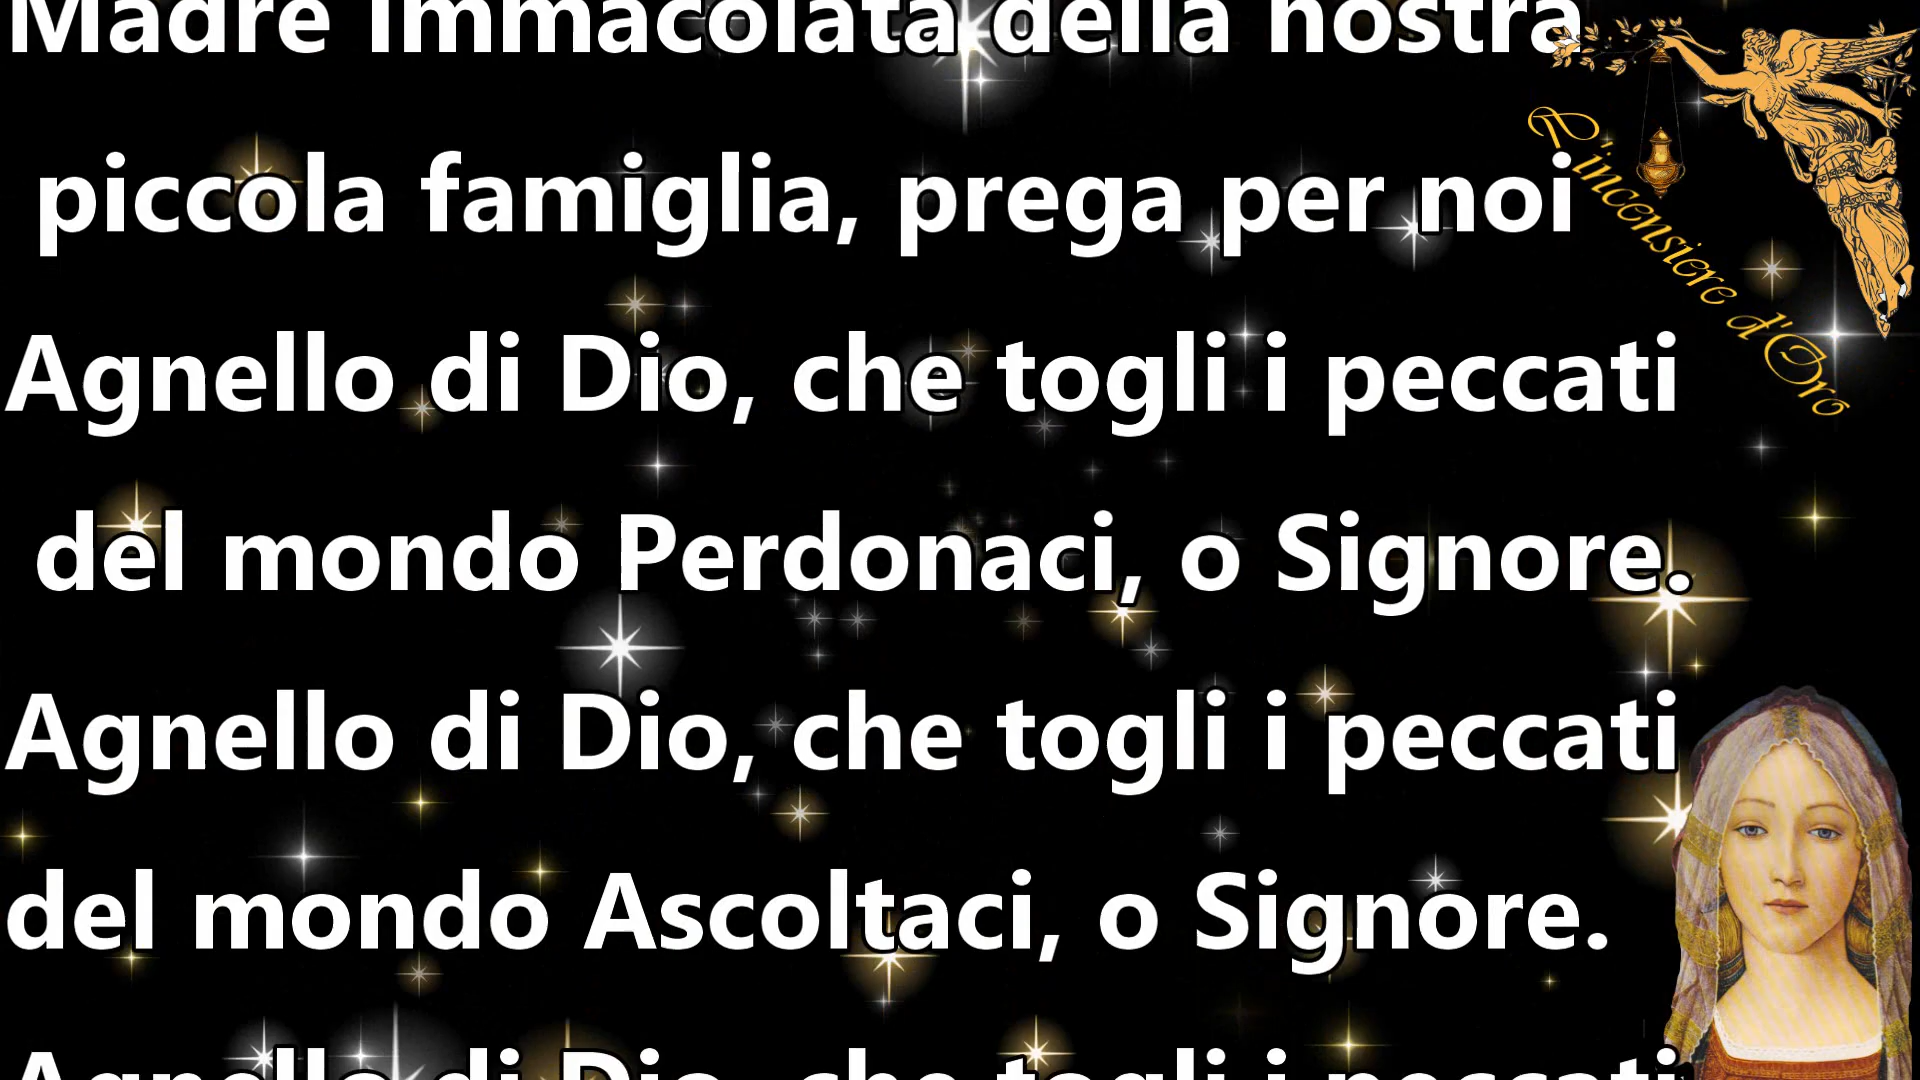 Madre Immacolata della nostra
piccola famiglia, prega per noi
Agnello di Dio, che togli i peccati
del mondo Perdonaci, o Signore.
Agnello di Dio, che togli i peccati
del mondo Ascoltaci, o Signore.
Agnello di Dio, che togli i peccati
L'incensiere d'Oro